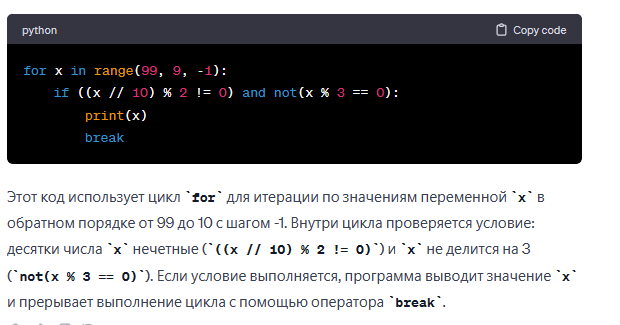 python Copy code
for x in range(99, 9, -1):
    if ((x // 10) % 2 != 0) and not(x % 3 == 0):
        print(x)
        break
Этот код использует цикл `for` для итерации по значениям переменной `x` в
обратном порядке от 99 до 10 с шагом -1. Внутри цикла проверяется условие:
десятки числа `x` нечетные (`((x // 10) % 2 != 0)`) и `x` не делится на 3
(`not(x % 3 == 0)`). Если условие выполняется, программа выводит значение `x`
и прерывает выполнение цикла с помощью оператора `break`.